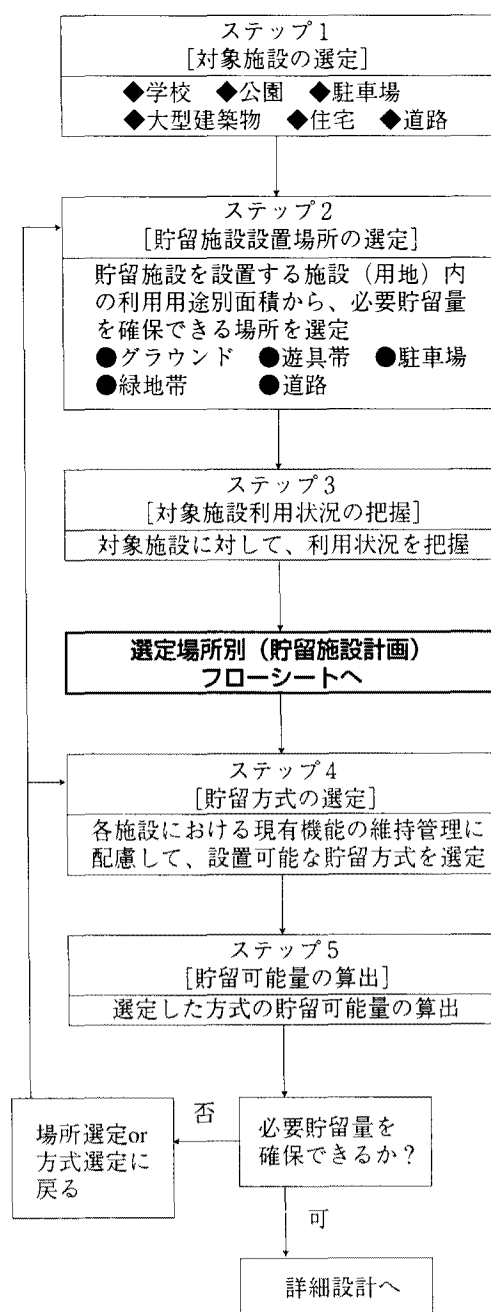 ステップ1
[対象施設の選定]
◆学校 ◆公園 ◆駐車場
◆大型建築物 ◆住宅 ◆道路
ステップ2
[貯留施設設置場所の選定]
貯留施設を設置する施設（用地）内
の利用用途別面積から、必要貯留量
を確保できる場所を選定
●グラウンド ●遊具帯 ●駐車場
●緑地帯 ●道路
ステップ3
[対象施設利用状況の把握]
対象施設に対して、利用状況を把握
選定場所別（貯留施設計画）
フローシートへ
ステップ4
[貯留方式の選定]
各施設における現有機能の維持管理に
配慮して、設置可能な貯留方式を選定
ステップ5
[貯留可能量の算出]
選定した方式の貯留可能量の算出
必要貯留量を
確保できるか？
否
場所選定or
方式選定に
戻る
可
詳細設計へ